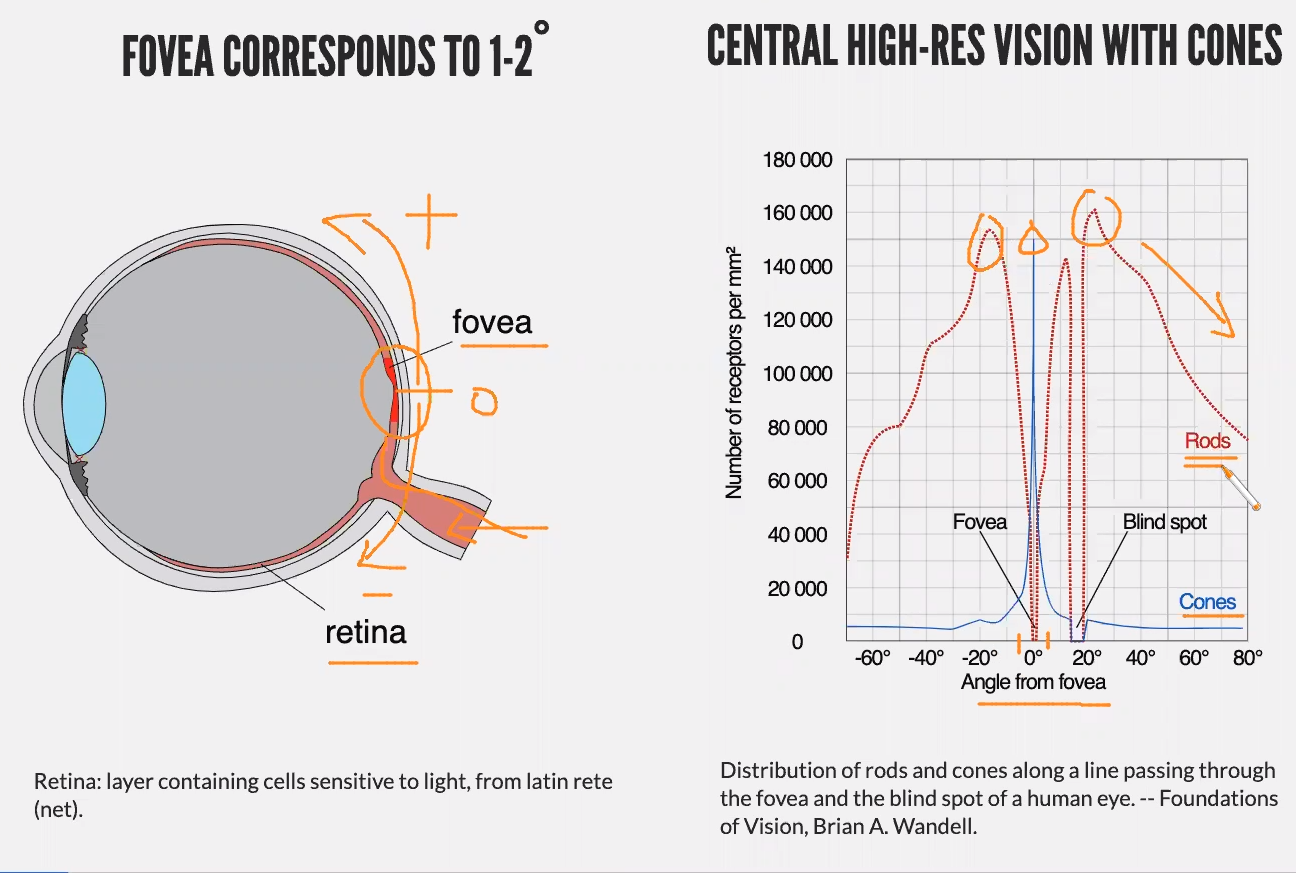 FOVEA CORRESPONDS TO 1-2°
+
fovea
0
−
retina
Retina: layer containing cells sensitive to light, from latin rete
(net).
CENTRAL HIGH-RES VISION WITH CONES
Number of receptors per mm²
180 000
160 000
140 000
120 000
100 000
80 000
60 000
40 000
20 000
0
Rods
Fovea
Blind spot
Cones
-60° -40° -20° 0° 20° 40° 60° 80°
Angle from fovea
Distribution of rods and cones along a line passing through
the fovea and the blind spot of a human eye. -- Foundations
of Vision, Brian A. Wandell.